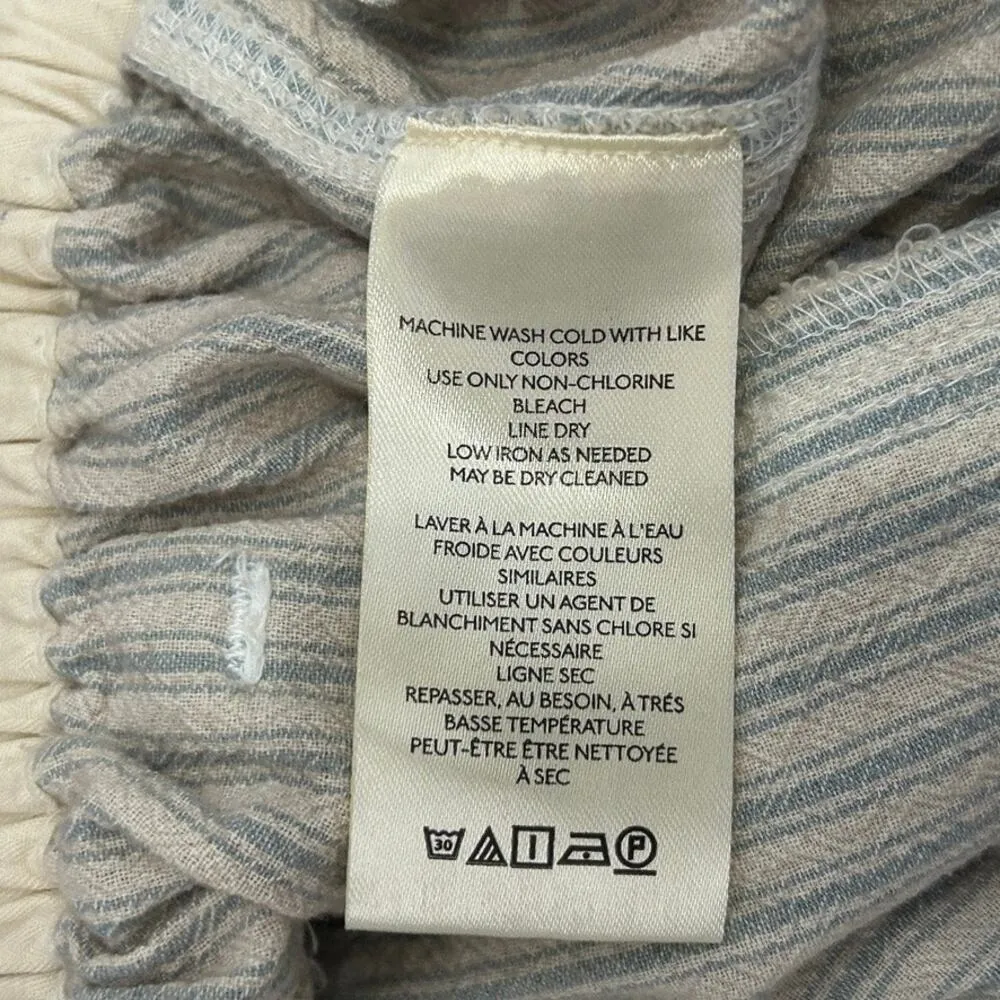 MACHINE WASH COLD WITH LIKE
COLORS
USE ONLY NON-CHLORINE
BLEACH
LINE DRY
LOW IRON AS NEEDED
MAY BE DRY CLEANED
LAVER À LA MACHINE À L'EAU
FROIDE AVEC COULEURS
SIMILAIRES
UTILISER UN AGENT DE
BLANCHIMENT SANS CHLORE SI
NÉCESSAIRE
LIGNE SEC
REPASSER, AU BESOIN, À TRÉS
BASSE TEMPÉRATURE
PEUT-ÊTRE ÊTRE NETTOYÉE
À SEC
30 P